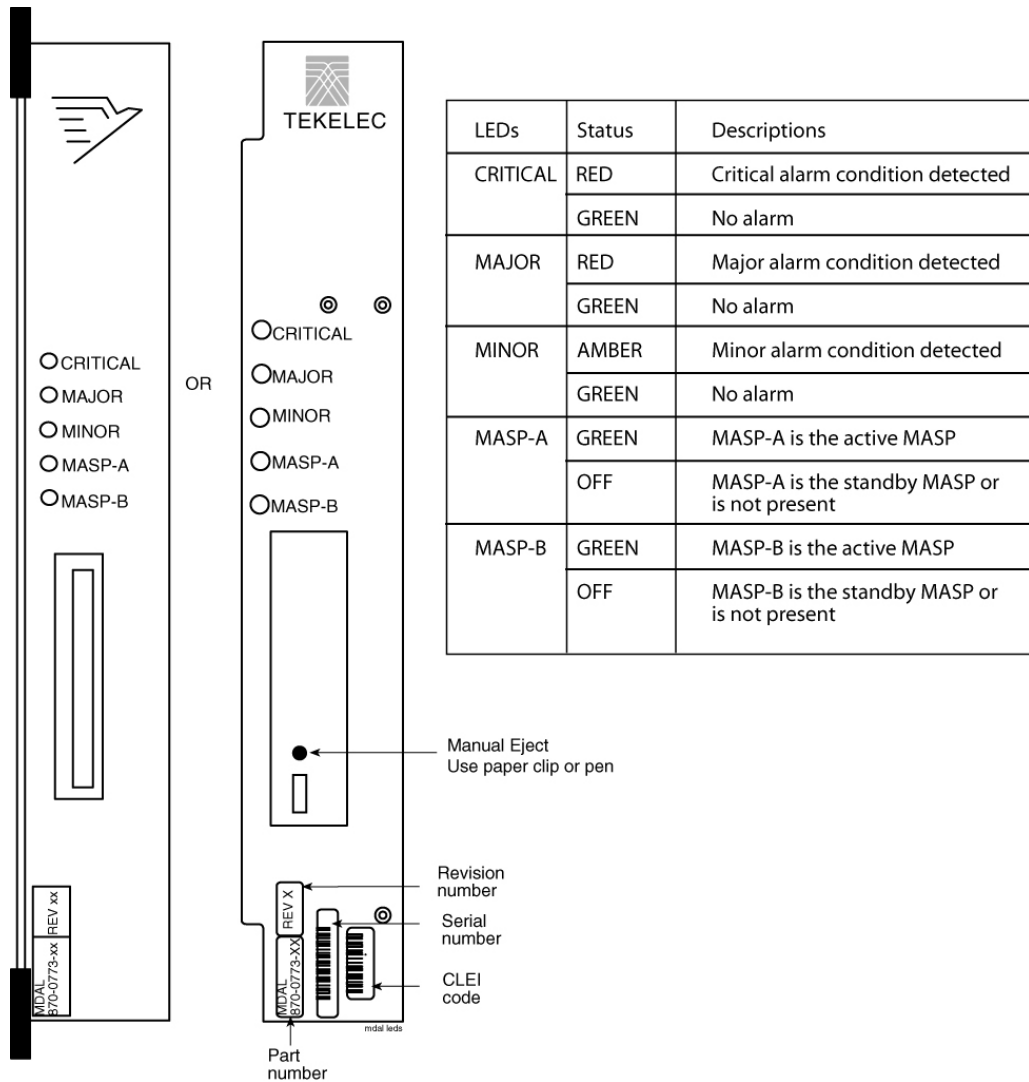 CRITICAL
MAJOR
MINOR
MASP-A
MASP-B
REV xx
MDAL
870-0773-xx
OR
TEKELEC
CRITICAL
MAJOR
MINOR
MASP-A
MASP-B
REV X
MDAL
870-0773-XX
mdal leds
LEDs Status Descriptions
CRITICAL RED Critical alarm condition detected
GREEN No alarm
MAJOR RED Major alarm condition detected
GREEN No alarm
MINOR AMBER Minor alarm condition detected
GREEN No alarm
MASP-A GREEN MASP-A is the active MASP
OFF MASP-A is the standby MASP or
is not present
MASP-B GREEN MASP-B is the active MASP
OFF MASP-B is the standby MASP or
is not present
Manual Eject
Use paper clip or pen
Revision
number
Serial
number
CLEI
code
Part
number